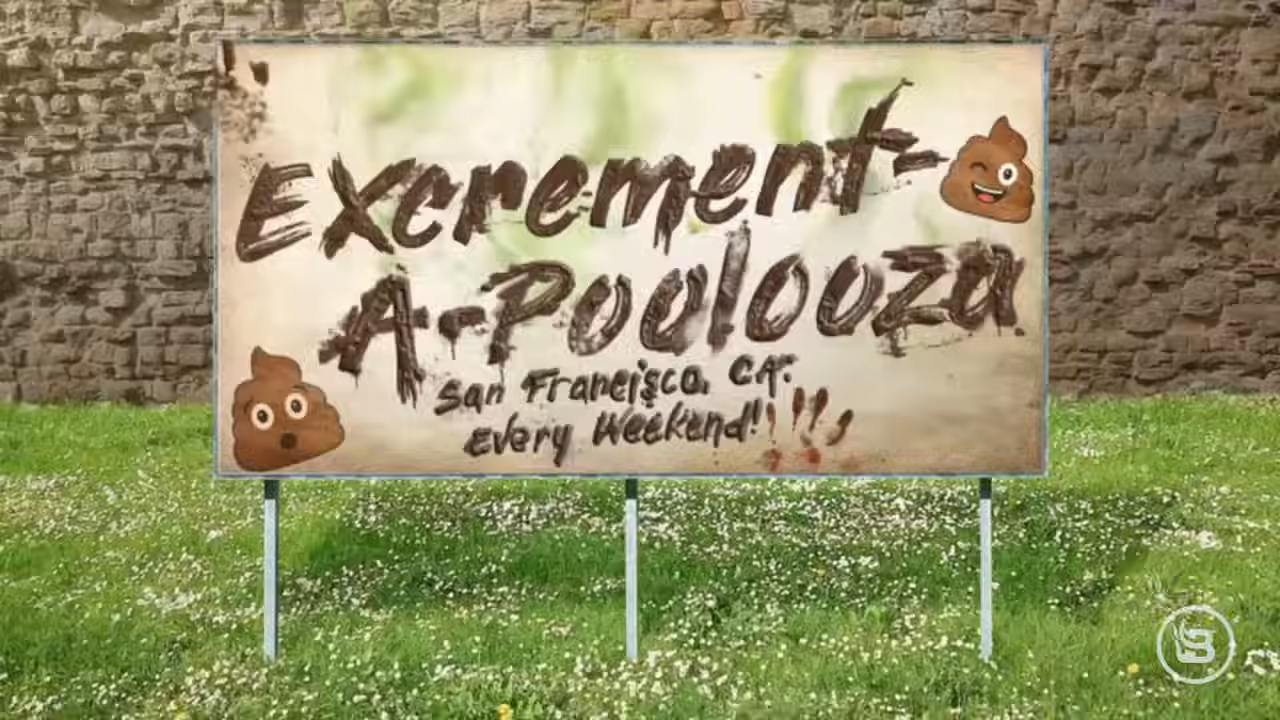 Excrement-
A-Poolooza
San Francisco, CA.
Every Weekend!